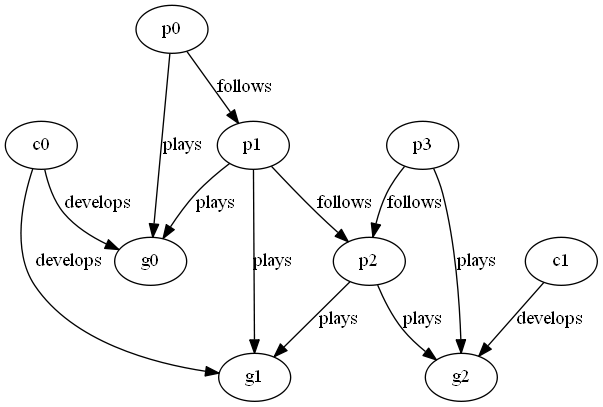 p0
follows
c0
plays
p1
p3
develops
plays
follows
follows
g0
p2
c1
develops
plays
plays
plays
plays
develops
g1
g2